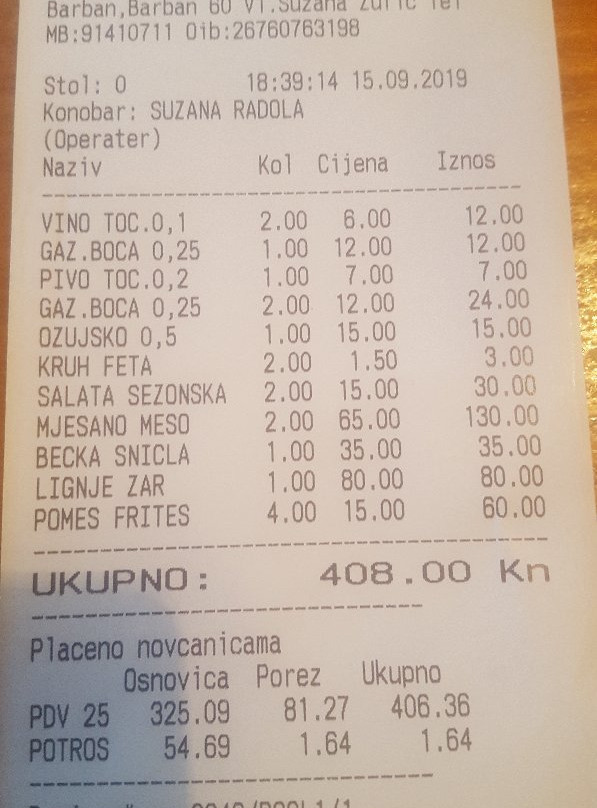 Barban,Barban 60 Vl.Suzana Zulic Tel
MB:91410711 Oib:26760763198
Stol: 0 18:39:14 15.09.2019
Konobar: SUZANA RADOLA
(Operater)
Naziv Kol Cijena Iznos
VINO TOC.0,1 2.00 6.00 12.00
GAZ.BOCA 0,25 1.00 12.00 12.00
PIVO TOC.0,2 1.00 7.00 7.00
GAZ.BOCA 0,25 2.00 12.00 24.00
OZUJSKO 0,5 1.00 15.00 15.00
KRUH FETA 2.00 1.50 3.00
SALATA SEZONSKA 2.00 15.00 30.00
MJESANO MESO 2.00 65.00 130.00
BECKA SNICLA 1.00 35.00 35.00
LIGNJE ZAR 1.00 80.00 80.00
POMES FRITES 4.00 15.00 60.00
UKUPNO: 408.00 Kn
Placeno novcanicama
Osnovica Porez Ukupno
PDV 25 325.09 81.27 406.36
POTROS 54.69 1.64 1.64